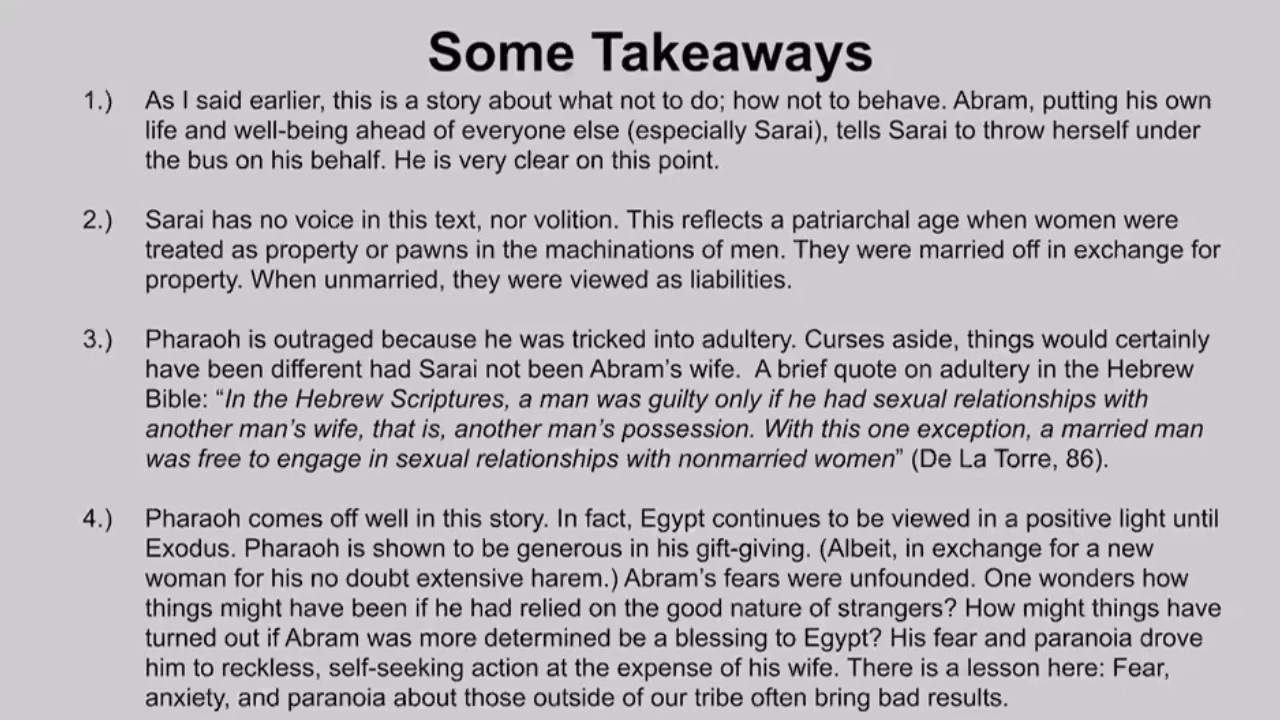 Some Takeaways
1.) As I said earlier, this is a story about what not to do; how not to behave. Abram, putting his own
life and well-being ahead of everyone else (especially Sarai), tells Sarai to throw herself under
the bus on his behalf. He is very clear on this point.
2.) Sarai has no voice in this text, nor volition. This reflects a patriarchal age when women were
treated as property or pawns in the machinations of men. They were married off in exchange for
property. When unmarried, they were viewed as liabilities.
3.) Pharaoh is outraged because he was tricked into adultery. Curses aside, things would certainly
have been different had Sarai not been Abram’s wife.  A brief quote on adultery in the Hebrew
Bible: “In the Hebrew Scriptures, a man was guilty only if he had sexual relationships with
another man’s wife, that is, another man’s possession. With this one exception, a married man
was free to engage in sexual relationships with nonmarried women” (De La Torre, 86).
4.) Pharaoh comes off well in this story. In fact, Egypt continues to be viewed in a positive light until
Exodus. Pharaoh is shown to be generous in his gift-giving. (Albeit, in exchange for a new
woman for his no doubt extensive harem.) Abram’s fears were unfounded. One wonders how
things might have been if he had relied on the good nature of strangers? How might things have
turned out if Abram was more determined be a blessing to Egypt? His fear and paranoia drove
him to reckless, self-seeking action at the expense of his wife. There is a lesson here: Fear,
anxiety, and paranoia about those outside of our tribe often bring bad results.